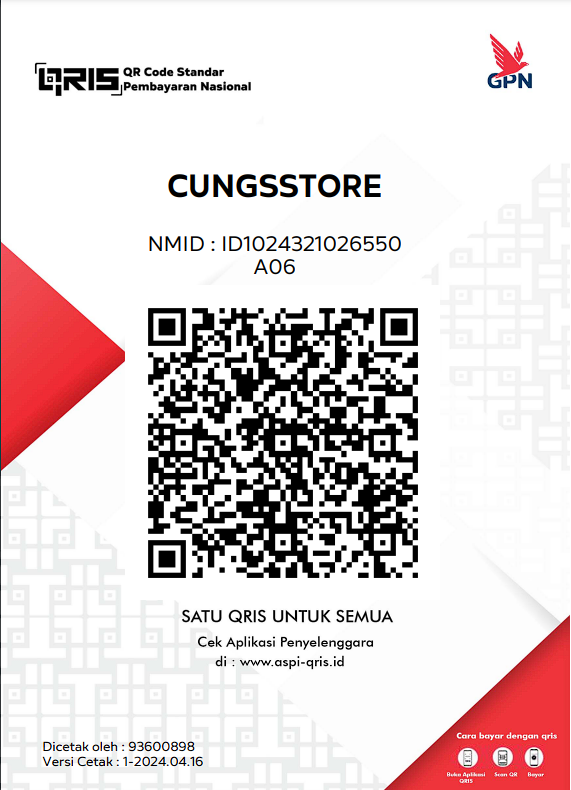 QRIS QR Code Standar
Pembayaran Nasional
GPN
CUNGSSTORE
NMID : ID1024321026550
A06
SATU QRIS UNTUK SEMUA
Cek Aplikasi Penyelenggara
di : www.aspi-qris.id
Dicetak oleh : 93600898
Versi Cetak : 1-2024.04.16
Cara bayar dengan qris
Buka Aplikasi
QRIS
Scan QR
Bayar